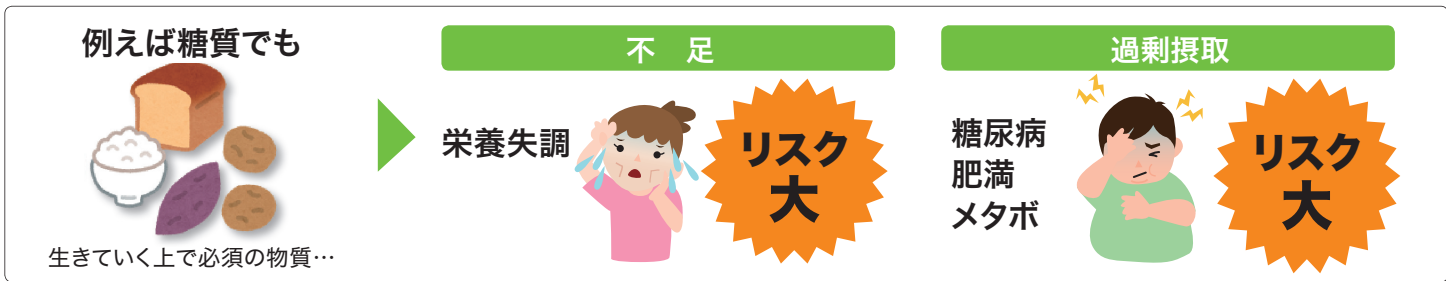 例えば糖質でも
生きていく上で必須の物質…
不 足
栄養失調
リスク
大
過剰摂取
糖尿病
肥満
メタボ
リスク
大